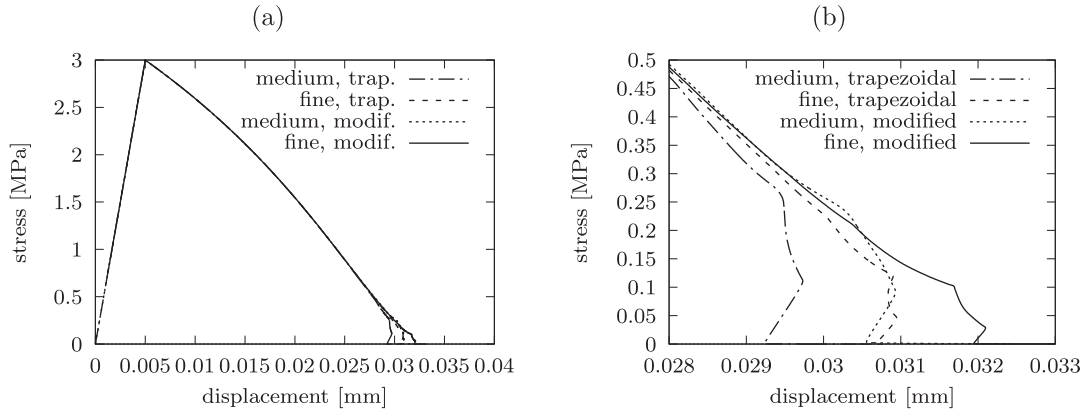 (a)
stress [MPa]
3
2.5
2
1.5
1
0.5
0
medium, trap.
fine, trap.
medium, modif.
fine, modif.
0 0.005 0.01 0.015 0.02 0.025 0.03 0.035 0.04
displacement [mm]
(b)
stress [MPa]
0.5
0.45
0.4
0.35
0.3
0.25
0.2
0.15
0.1
0.05
0
medium, trapezoidal
fine, trapezoidal
medium, modified
fine, modified
0.028 0.029 0.03 0.031 0.032 0.033
displacement [mm]